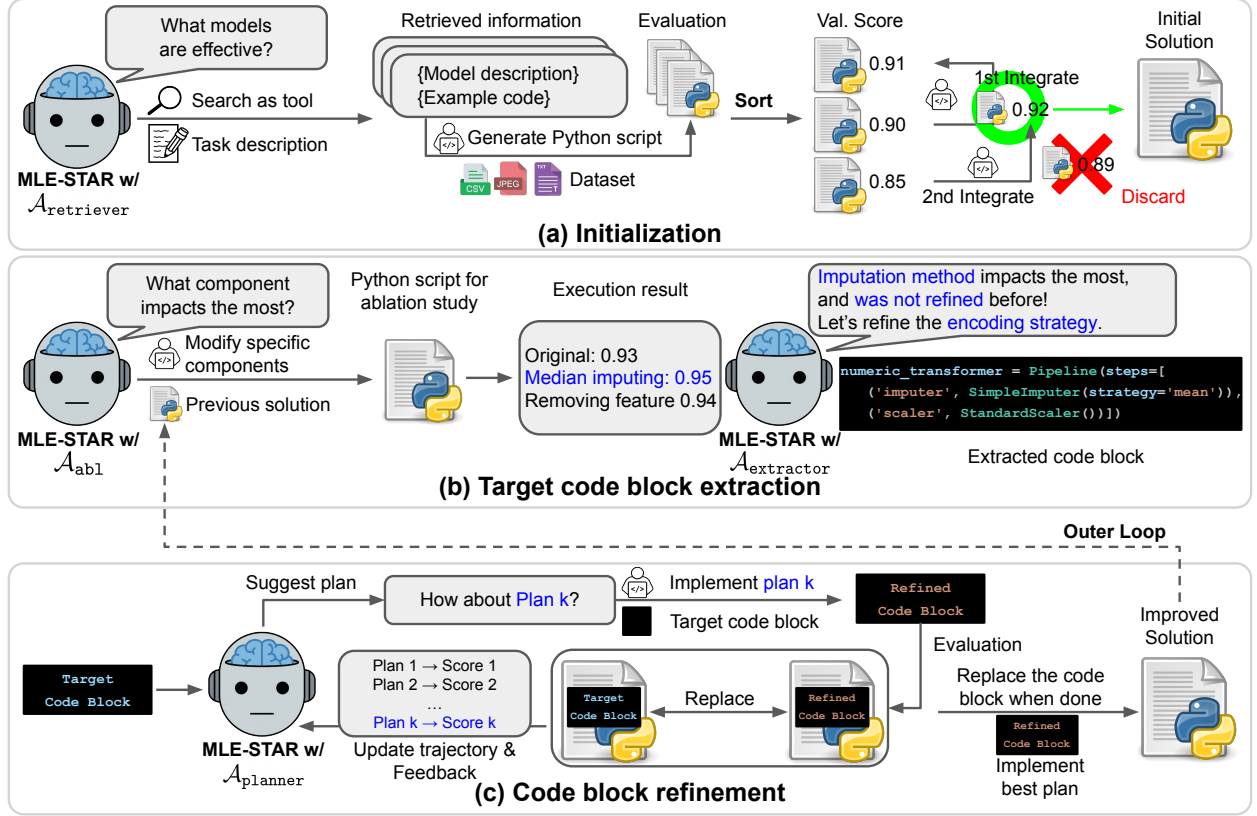 What models
are effective?
Search as tool
Task description
MLE-STAR w/
𝒜retriever
Retrieved information
{Model description}
{Example code}
Generate Python script
CSV
JPEG
TXT
T
Dataset
Evaluation
Sort
Val. Score
0.91
0.90
0.85
1st Integrate
0.92
2nd Integrate
0.89
Discard
Initial
Solution
(a) Initialization
What component
impacts the most?
Modify specific
components
Previous solution
MLE-STAR w/
𝒜abl
Python script for
ablation study
Execution result
Original: 0.93
Median imputing: 0.95
Removing feature 0.94
MLE-STAR w/
𝒜extractor
Imputation method impacts the most,
and was not refined before!
Let's refine the encoding strategy.
numeric_transformer = Pipeline(steps=[
('imputer', SimpleImputer(strategy='mean')),
('scaler', StandardScaler())])
Extracted code block
(b) Target code block extraction
Outer Loop
Target
Code Block
Suggest plan
MLE-STAR w/
𝒜planner
How about Plan k?
</>
Implement plan k
Target code block
Refined
Code Block
Evaluation
Plan 1 → Score 1
Plan 2 → Score 2
...
Plan k → Score k
Update trajectory &
Feedback
Target
Code Block
Replace
Refined
Code Block
Replace the code
block when done
Refined
Code Block
Implement
best plan
Improved
Solution
(c) Code block refinement